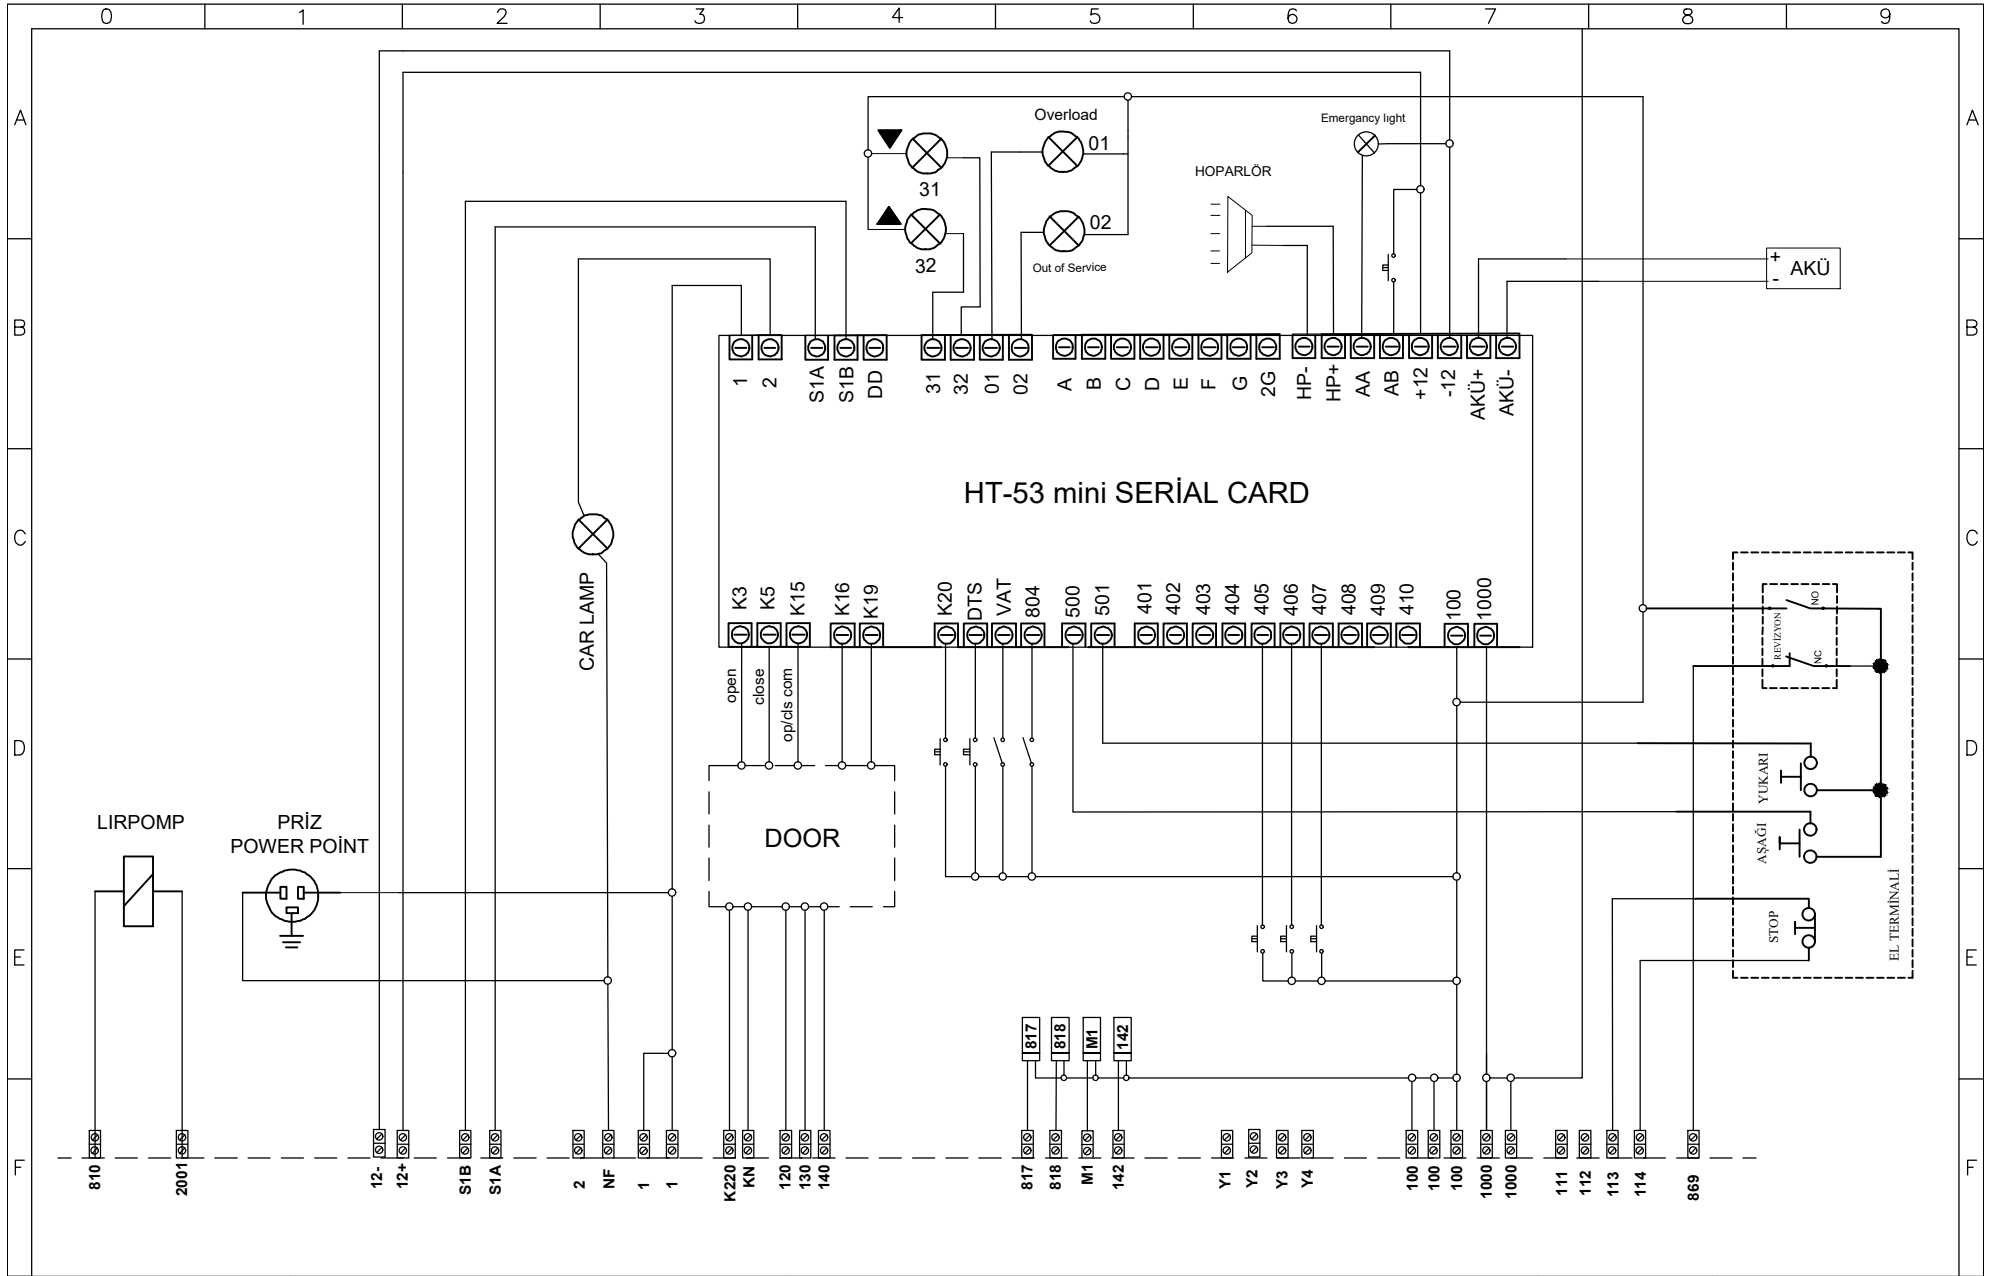 0 1 2 3 4 5 6 7 8 9
A A
Overload
01
Emergancy lıght
HOPARLÖR
31
02
32
Out of Service
+
-
AKÜ
B B
1 2 S1A S1B DD 31 32 01 02 A B C D E F G 2G HP- HP+ AA AB +12 -12 AKÜ+ AKÜ-
HT-53 mini SERİAL CARD
C C
CAR LAMP
K3 K5 K15 K16 K19 K20 DTS VAT 804 500 501 401 402 403 404 405 406 407 408 409 410 100 1000
REVİZYON
NO
NC
open
close
op/cls com
D D
YUKARI
AŞAĞI
DOOR
LIRPOMP
PRİZ
POWER POİNT
STOP
EL TERMİNALİ
E E
817 818 M1 142
F F
810 2001 12- 12+ S1B S1A 2 NF 1 1 K220 KN 120 130 140 817 818 M1 142 Y1 Y2 Y3 Y4 100 100 100 1000 1000 111 112 113 114 869